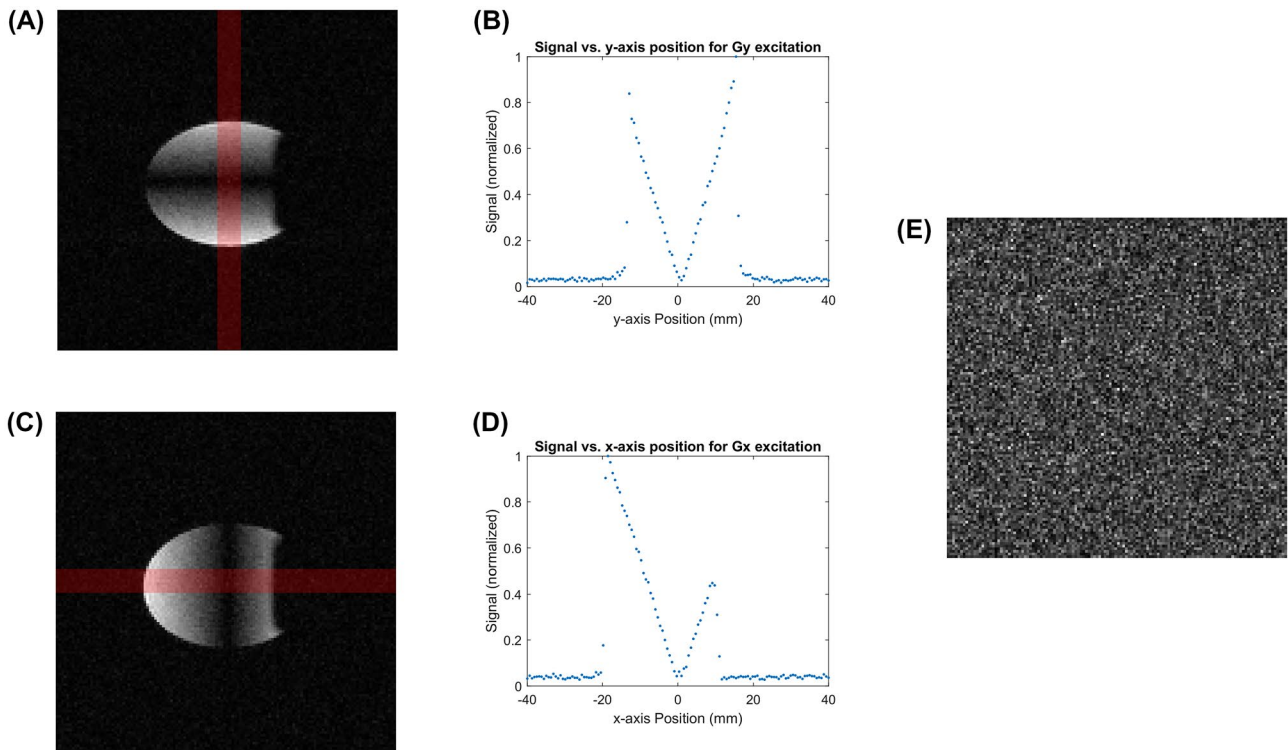 (A)
(B)
Signal vs. y-axis position for Gy excitation
Signal (normalized)
1
0.8
0.6
0.4
0.2
0
-40
-20
0
20
40
y-axis Position (mm)
(C)
(D)
Signal vs. x-axis position for Gx excitation
Signal (normalized)
1
0.8
0.6
0.4
0.2
0
-40
-20
0
20
40
x-axis Position (mm)
(E)